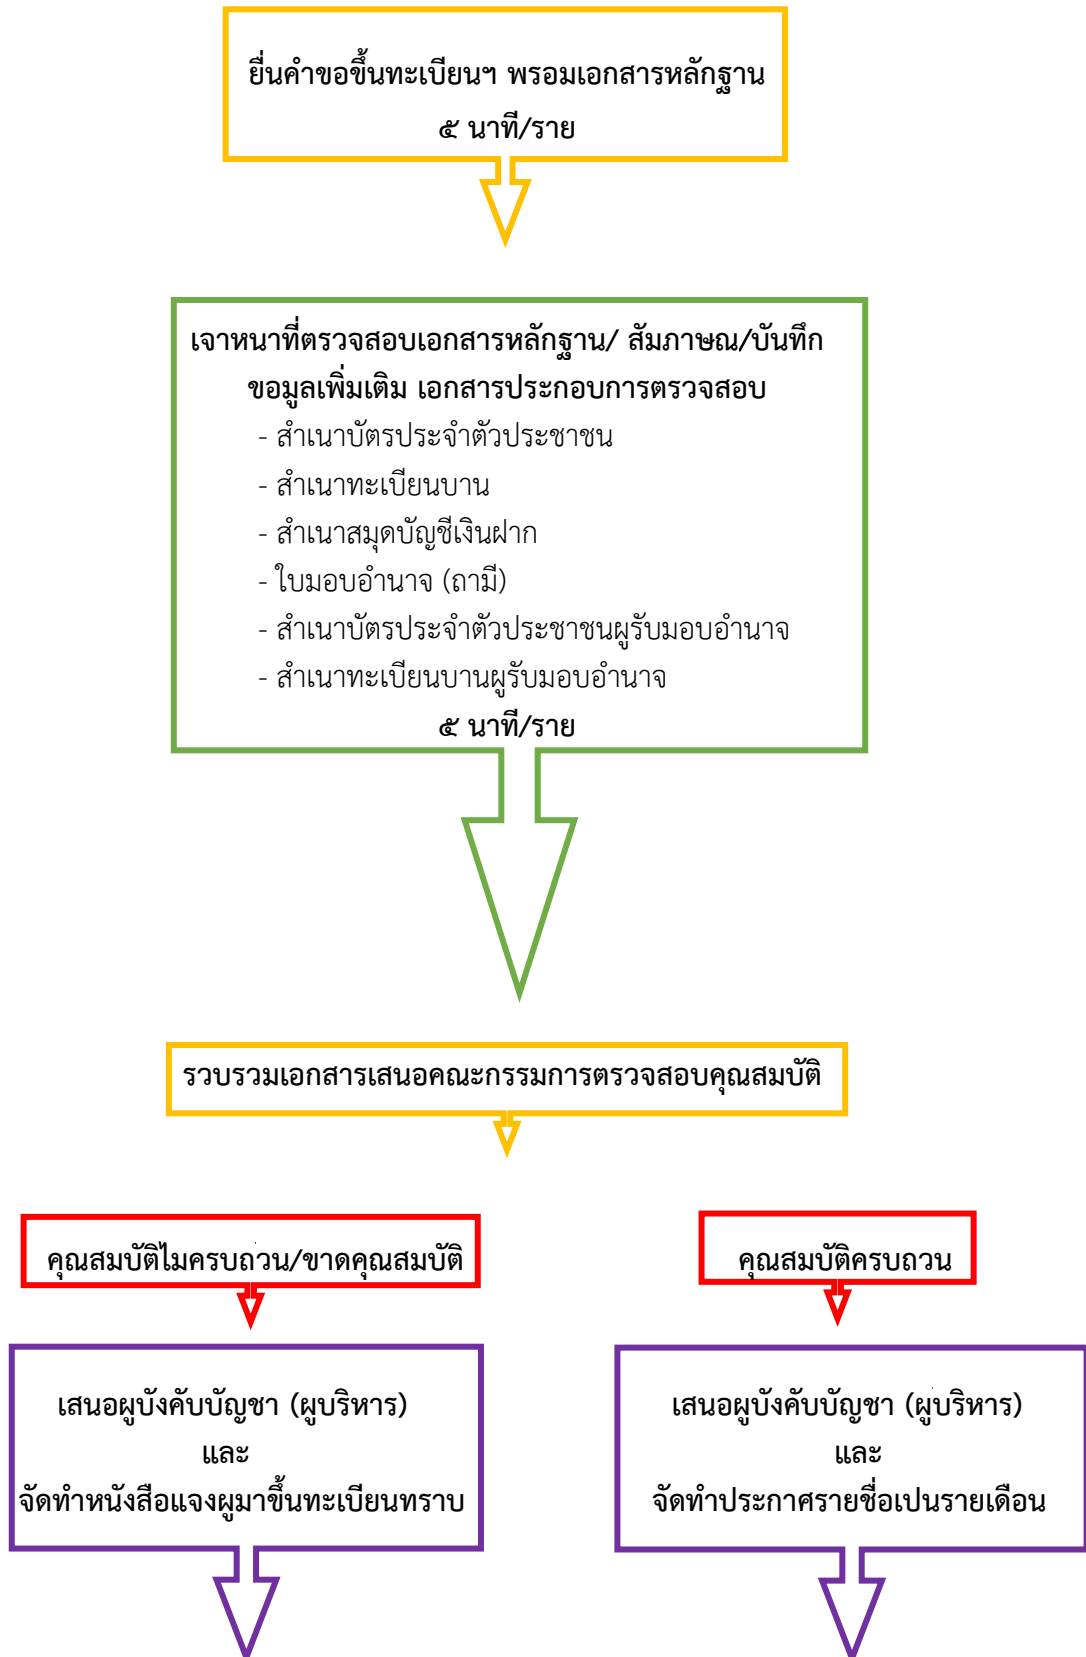 ยื่นคำขอขึ้นทะเบียนฯ พรอมเอกสารหลักฐาน
๕ นาที/ราย
เจาหนาที่ตรวจสอบเอกสารหลักฐาน/ สัมภาษณ/บันทึก
ขอมูลเพิ่มเติม เอกสารประกอบการตรวจสอบ
- สำเนาบัตรประจำตัวประชาชน
- สำเนาทะเบียนบาน
- สำเนาสมุดบัญชีเงินฝาก
- ใบมอบอำนาจ (ถามี)
- สำเนาบัตรประจำตัวประชาชนผูรับมอบอำนาจ
- สำเนาทะเบียนบานผูรับมอบอำนาจ
๕ นาที/ราย
รวบรวมเอกสารเสนอคณะกรรมการตรวจสอบคุณสมบัติ
คุณสมบัติไมครบถวน/ขาดคุณสมบัติ
คุณสมบัติครบถวน
เสนอผูบังคับบัญชา (ผูบริหาร)
และ
จัดทำหนังสือแจงผูมาขึ้นทะเบียนทราบ
เสนอผูบังคับบัญชา (ผูบริหาร)
และ
จัดทำประกาศรายชื่อเปนรายเดือน